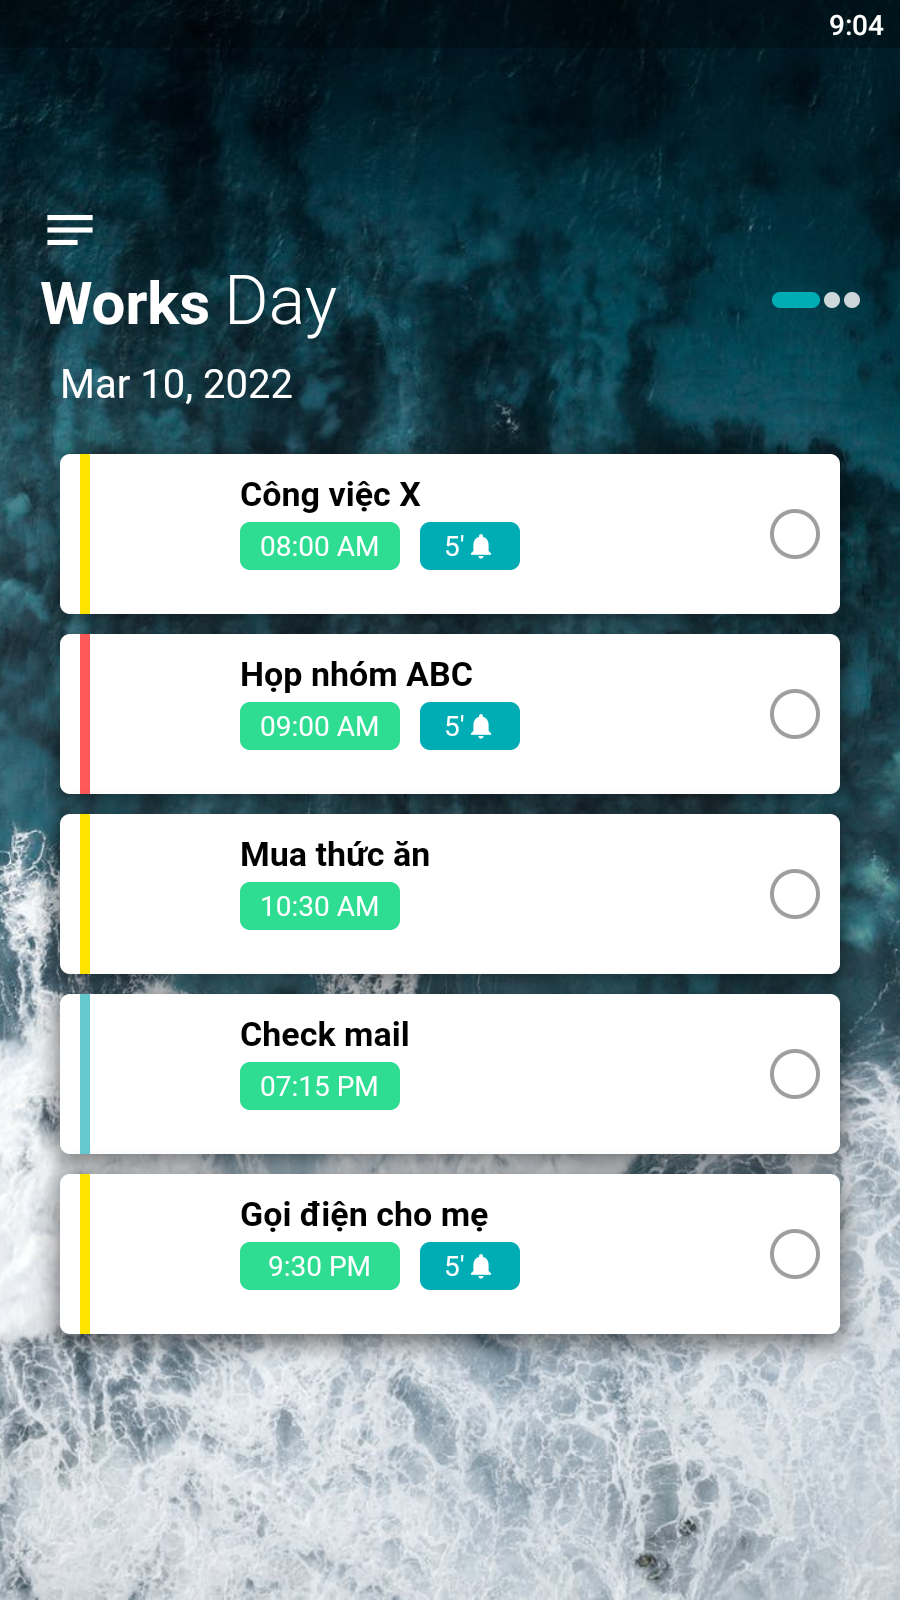 9:04
Works Day
Mar 10, 2022
Công việc X
08:00 AM 5'
Họp nhóm ABC
09:00 AM 5'
Mua thức ăn
10:30 AM
Check mail
07:15 PM
Gọi điện cho mẹ
9:30 PM 5'